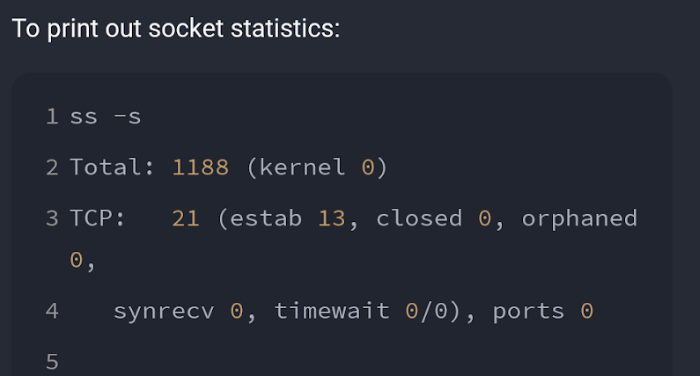 To print out socket statistics:
1 ss -s
2 Total: 1188 (kernel 0)
3 TCP:   21 (estab 13, closed 0, orphaned
0,
4    synrecv 0, timewait 0/0), ports 0
5